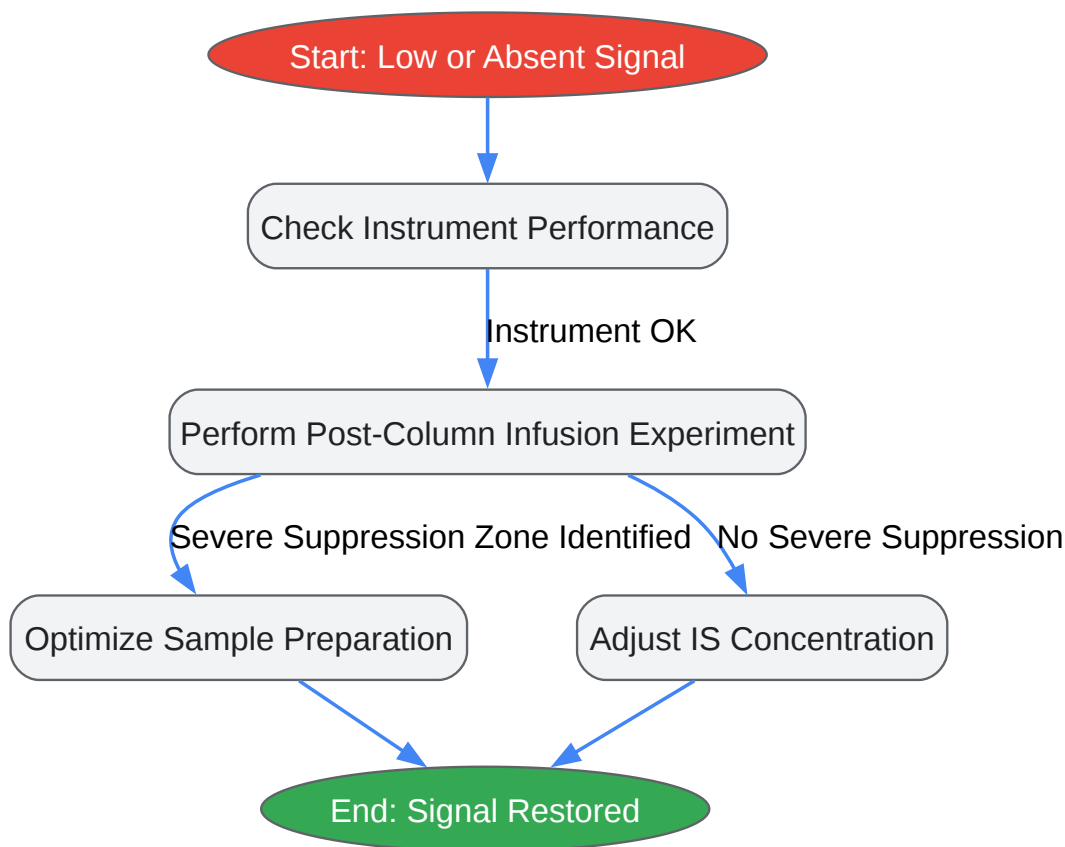 Start: Low or Absent Signal
Check Instrument Performance
Instrument OK
Perform Post-Column Infusion Experiment
Severe Suppression Zone Identified
No Severe Suppression
Optimize Sample Preparation
Adjust IS Concentration
End: Signal Restored